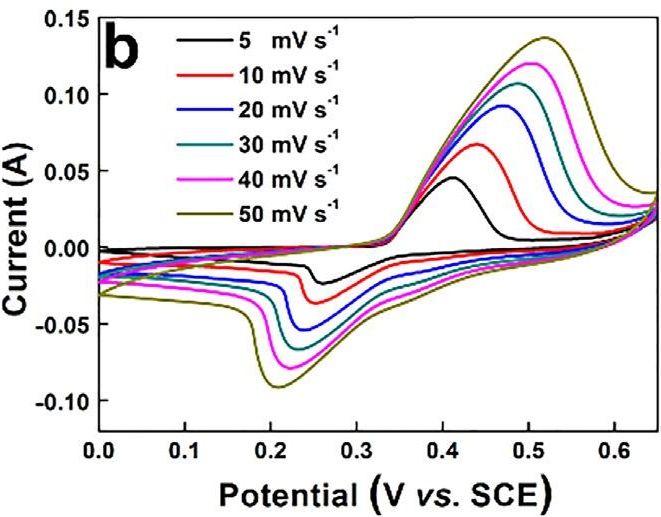 b
5 mV s-1
10 mV s-1
20 mV s-1
30 mV s-1
40 mV s-1
50 mV s-1
0.15
0.10
0.05
0.00
-0.05
-0.10
Current (A)
0.0 0.1 0.2 0.3 0.4 0.5 0.6
Potential (V vs. SCE)